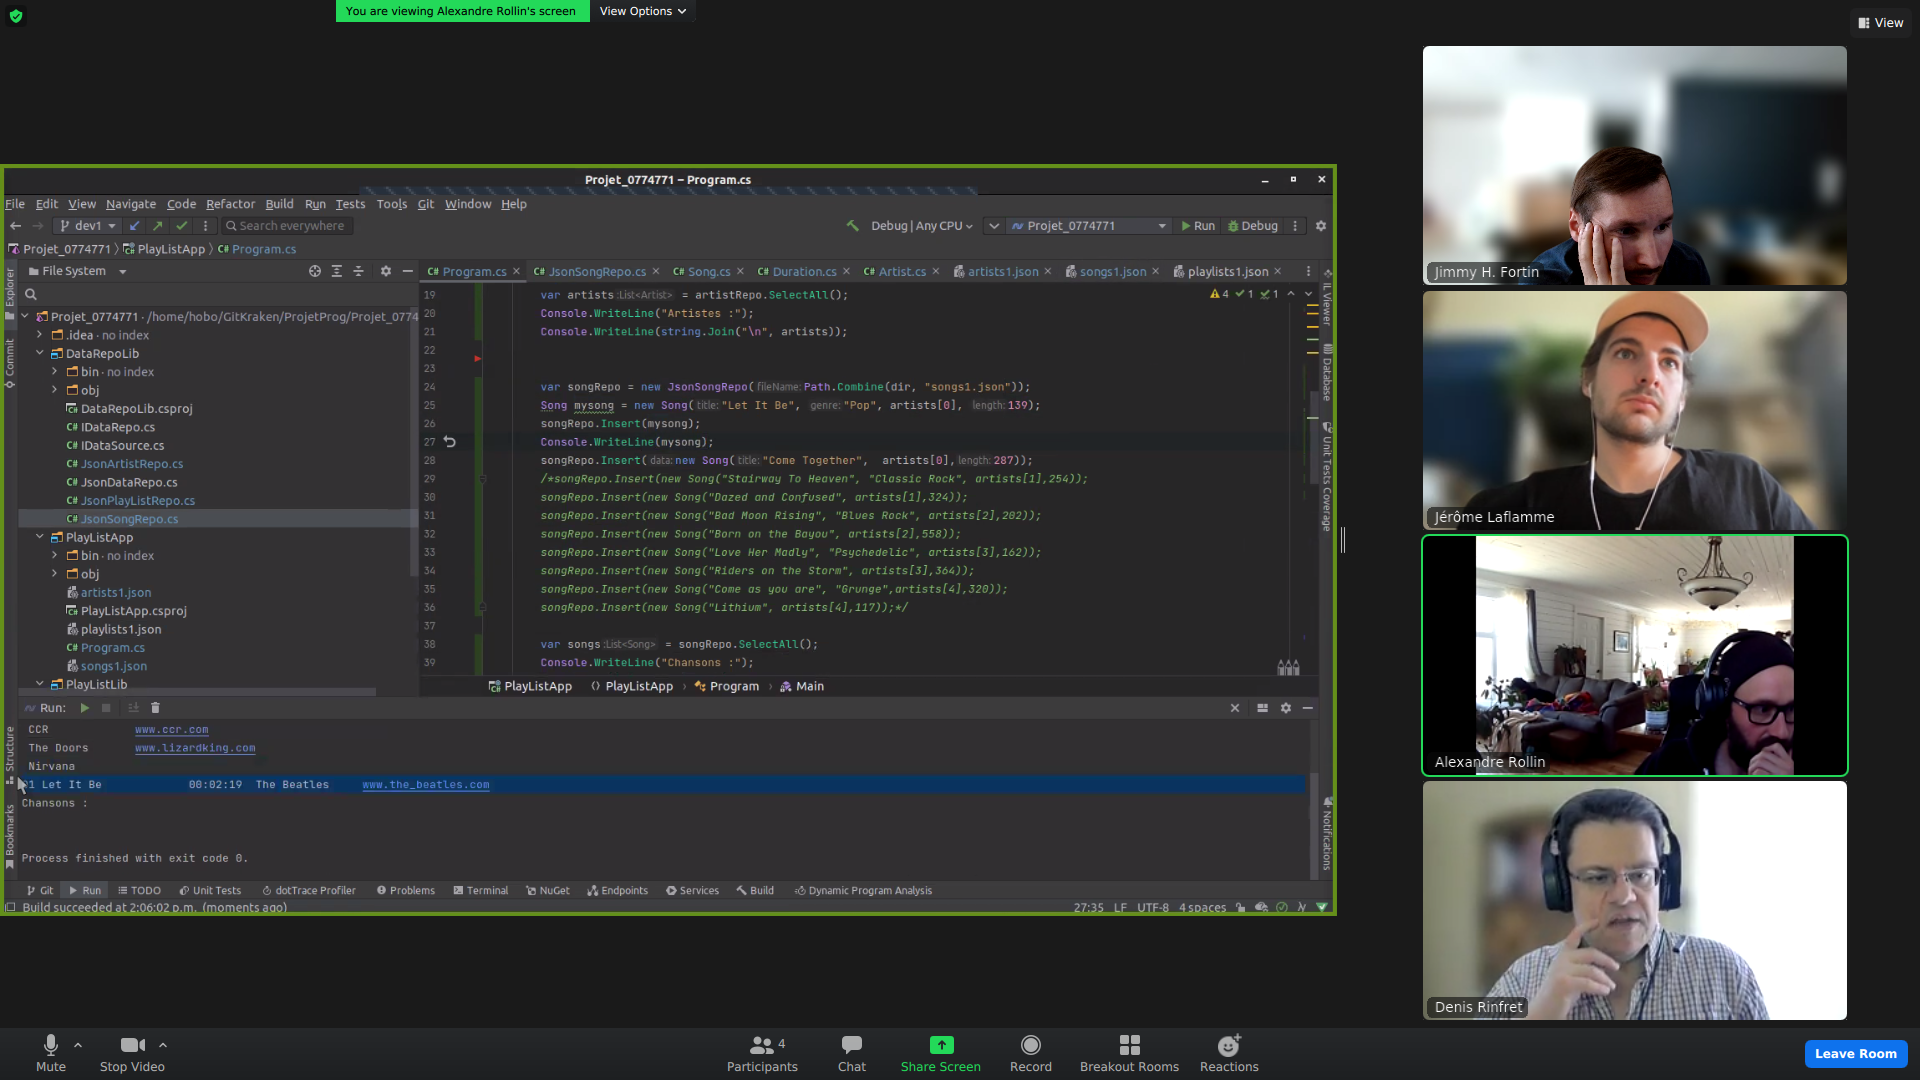 You are viewing Alexandre Rollin's screen
View Options
View
Projet_0774771 – Program.cs
File Edit View Navigate Code Refactor Build Run Tests Tools Git Window Help
dev1
Search everywhere
Debug | Any CPU
Projet_0774771
Run
Debug
Projet_0774771 PlayListApp Program.cs
File System
Program.cs JsonSongRepo.cs Song.cs Duration.cs Artist.cs artists1.json songs1.json playlists1.json
Explorer
Commit
Structure
Bookmarks
Projet_0774771 · /home/hobo/GitKraken/ProjetProg/Projet_0774
.idea · no index
DataRepoLib
bin · no index
obj
DataRepoLib.csproj
IDataRepo.cs
IDataSource.cs
JsonArtistRepo.cs
JsonDataRepo.cs
JsonPlayListRepo.cs
JsonSongRepo.cs
PlayListApp
bin · no index
obj
artists1.json
PlayListApp.csproj
playlists1.json
Program.cs
songs1.json
PlayListLib
4 1 1
19 var artists :List<Artist> = artistRepo.SelectAll();
20 Console.WriteLine("Artistes :");
21 Console.WriteLine(string.Join("\n", artists));
22
23
24 var songRepo = new JsonSongRepo( fileName: Path.Combine(dir, "songs1.json"));
25 Song mysong = new Song( title: "Let It Be", genre: "Pop", artists[0], length: 139);
26 songRepo.Insert(mysong);
27 Console.WriteLine(mysong);
28 songRepo.Insert( data: new Song( title: "Come Together", artists[0], length: 287));
29 /*songRepo.Insert(new Song("Stairway To Heaven", "Classic Rock", artists[1],254));
30 songRepo.Insert(new Song("Dazed and Confused", artists[1],324));
31 songRepo.Insert(new Song("Bad Moon Rising", "Blues Rock", artists[2],202));
32 songRepo.Insert(new Song("Born on the Bayou", artists[2],558));
33 songRepo.Insert(new Song("Love Her Madly", "Psychedelic", artists[3],162));
34 songRepo.Insert(new Song("Riders on the Storm", artists[3],364));
35 songRepo.Insert(new Song("Come as you are", "Grunge",artists[4],320));
36 songRepo.Insert(new Song("Lithium", artists[4],117));*/
37
38 var songs :List<Song> = songRepo.SelectAll();
39 Console.WriteLine("Chansons :");
IL Viewer
Database
Unit Tests Coverage
Notifications
PlayListApp PlayListApp Program Main
Run:
Projet_0774771
CCR www.ccr.com
The Doors www.lizardking.com
Nirvana
1 Let It Be 00:02:19 The Beatles www.the_beatles.com
Chansons :
Process finished with exit code 0.
Git Run TODO Unit Tests dotTrace Profiler Problems Terminal NuGet Endpoints Services Build Dynamic Program Analysis
Build succeeded at 2:06:02 p.m. (moments ago)
27:35 LF UTF-8 4 spaces
Jimmy H. Fortin
Jérôme Laflamme
Alexandre Rollin
Denis Rinfret
Mute
Stop Video
Participants 4
Chat
Share Screen
Record
Breakout Rooms
Reactions
Leave Room